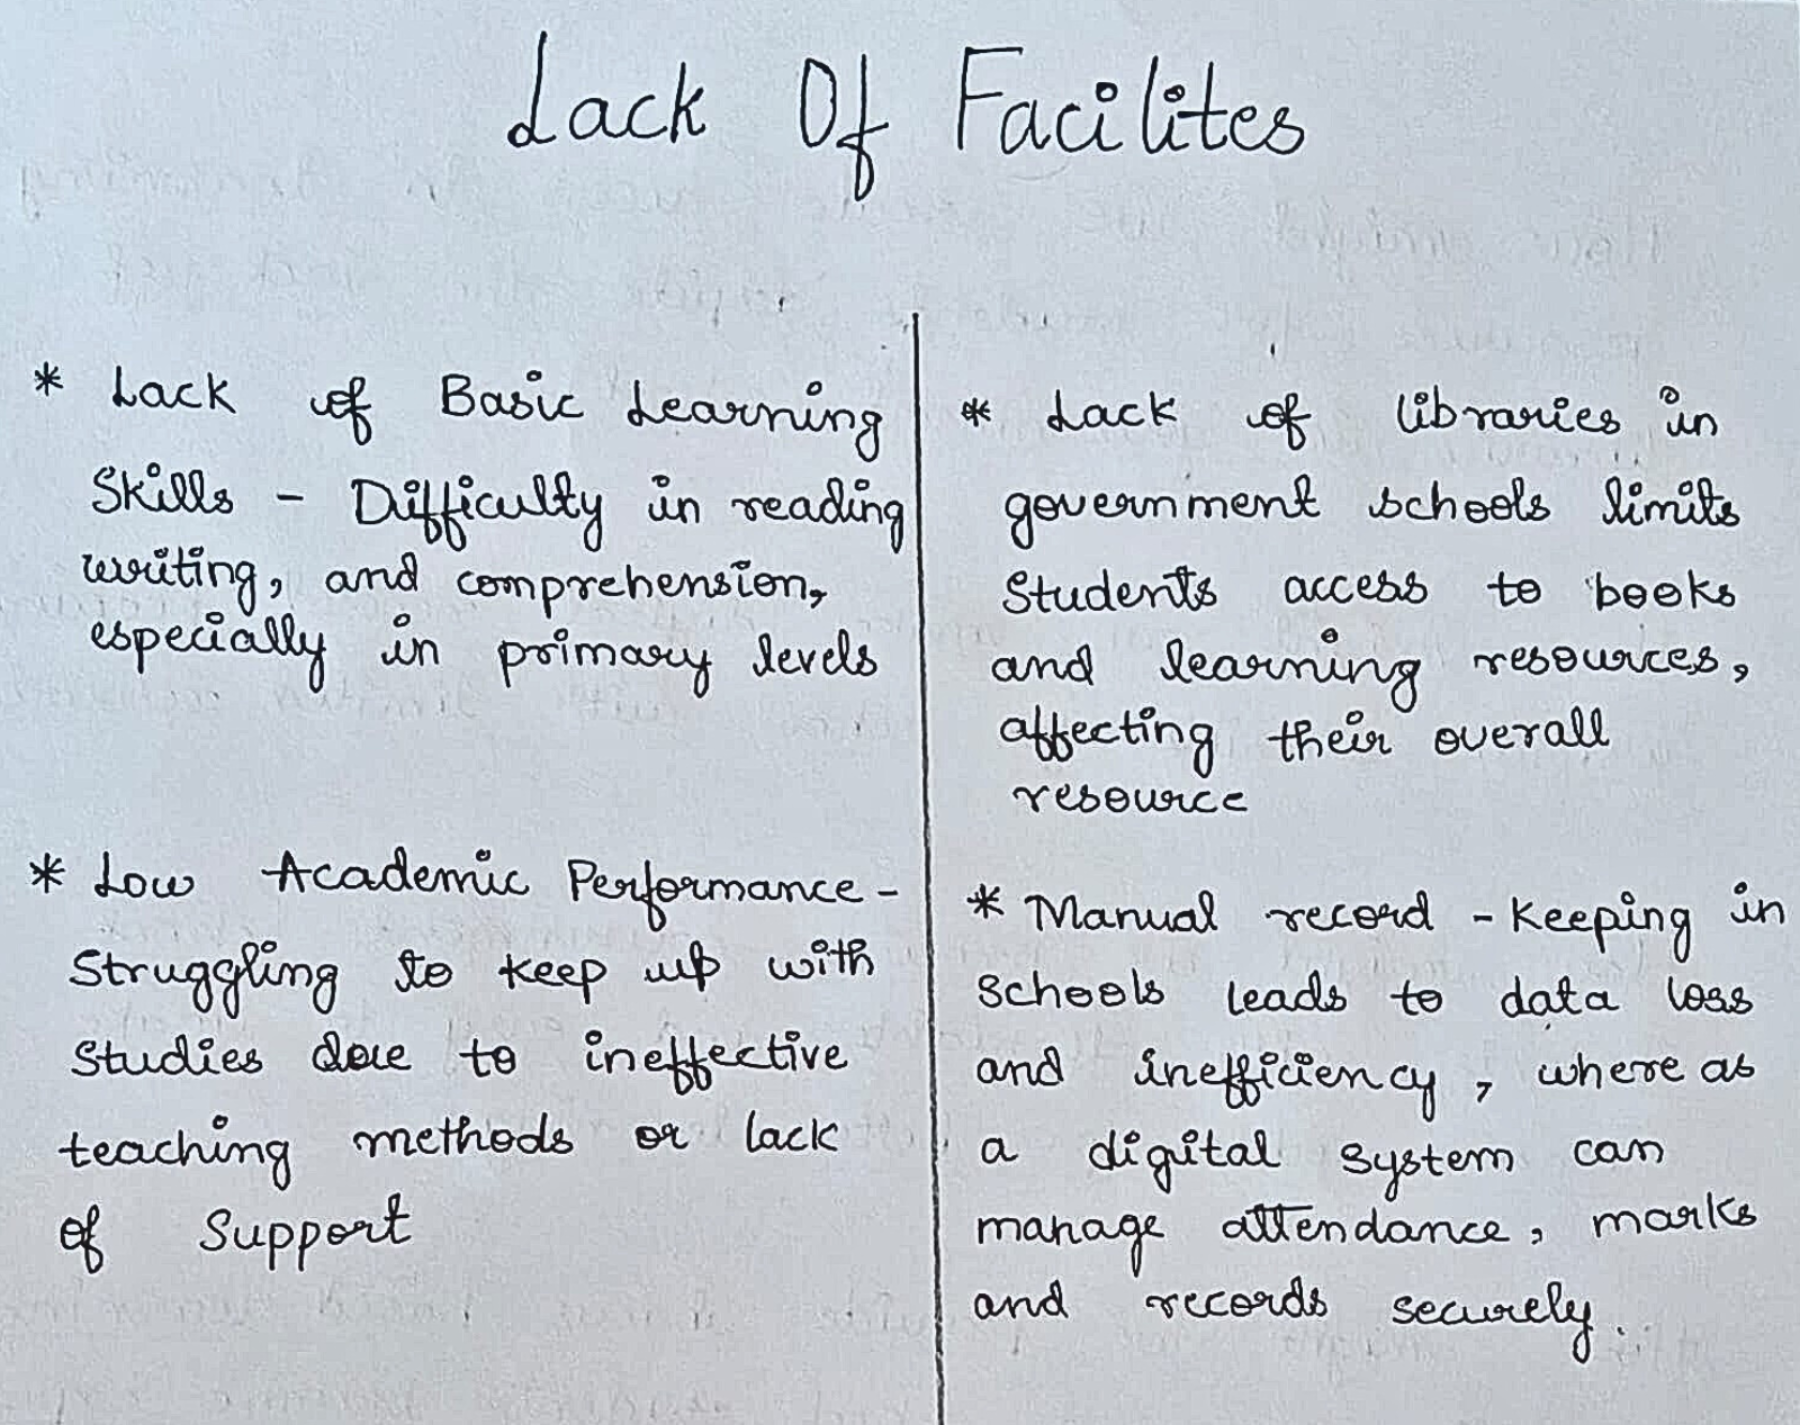 Lack Of Facilites
* Lack of Basic Learning
Skills - Difficulty in reading
writing, and comprehension,
especially in primary levels
* Low Academic Performance -
Struggling to keep up with
studies due to ineffective
teaching methods or lack
of Support
* Lack of libraries in
government schools limits
Students access to books
and learning resources,
affecting their overall
resource
* Manual record - keeping in
schools leads to data loss
and inefficiency, where as
a digital system can
manage attendance, marks
and records securely.